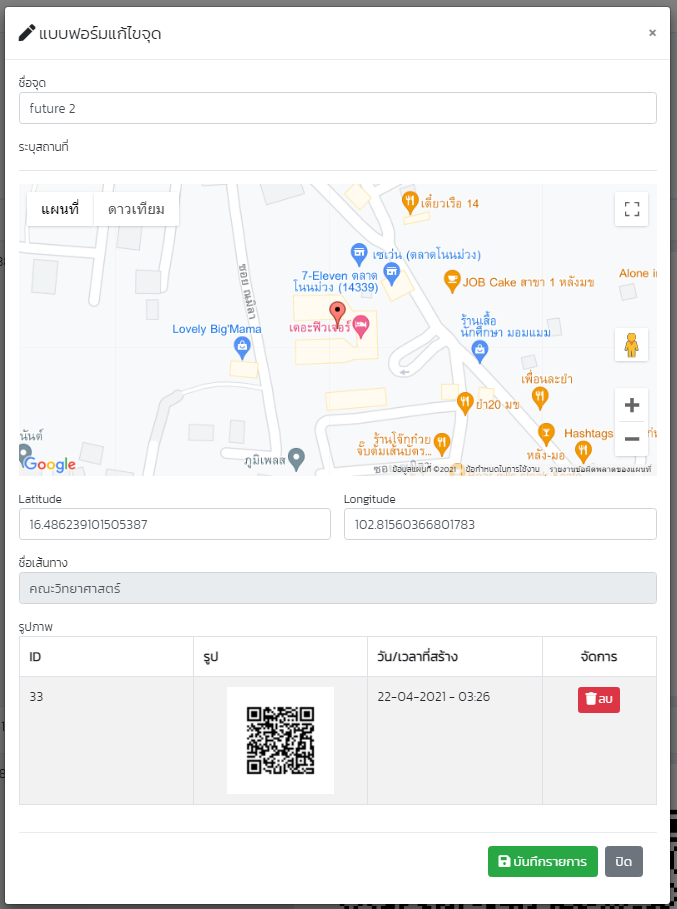 แบบฟอร์มแก้ไขจุด
×
ชื่อจุด
future 2
ระบุสถานที่
แผนที่ ดาวเทียม
เตี๋ยวเรือ 14
เซเว่น (ตลาดโนนม่วง)
7-Eleven ตลาด
โนนม่วง (14339)
JOB Cake สาขา 1 หลังมข
Alone in
ซอย ณมิลา
เดอะฟิวเจอร์
Lovely Big'Mama
ร้านเสื้อ
นักศึกษา มอมแมม
เพื่อนละยำ
ยำ20 มข
ร้านโจ๊กก๋วย
จั๊บต้มเส้นบัตร...
Hashtags
หลัง-มอ
นันต์
ภูมิเพลส
Google
ข้อมูลแผนที่ ©2021 ข้อกำหนดในการใช้งาน รายงานข้อผิดพลาดของแผนที่
Latitude Longitude
16.486239101505387 102.81560366801783
ชื่อเส้นทาง
คณะวิทยาศาสตร์
รูปภาพ
ID รูป วัน/เวลาที่สร้าง จัดการ
33 22-04-2021 - 03:26 ลบ
บันทึกรายการ ปิด